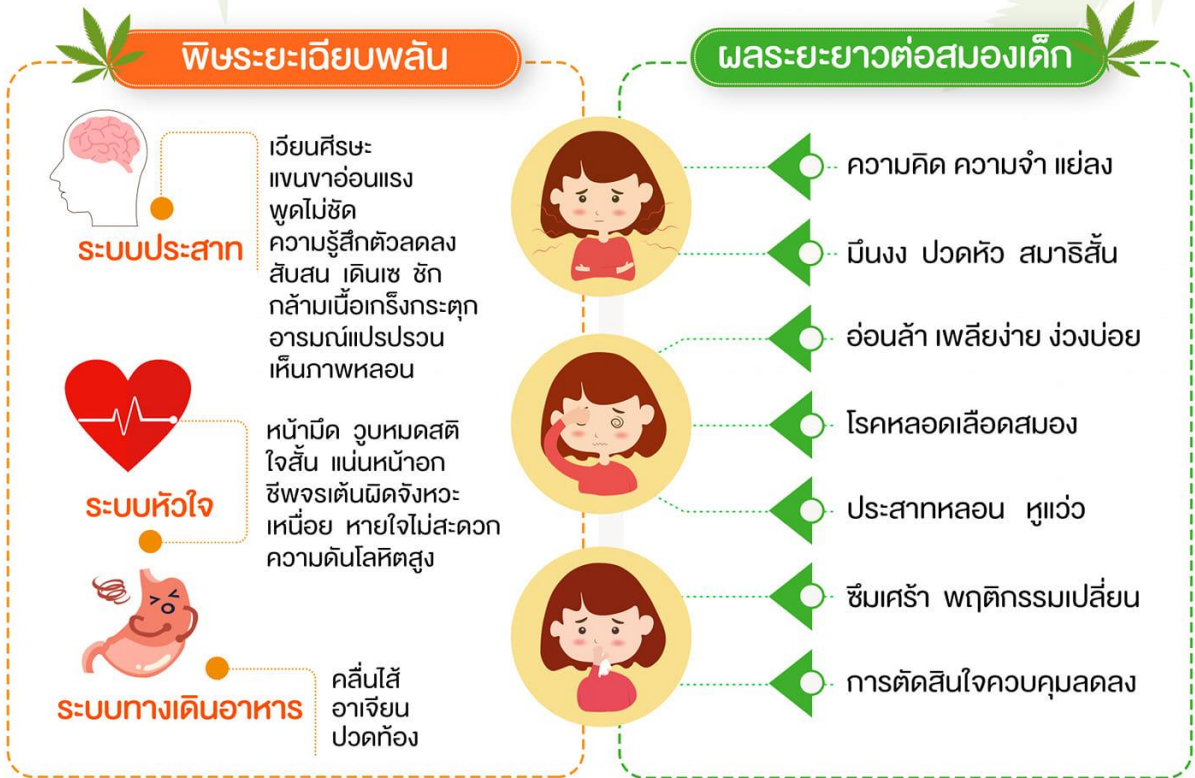 พิษระยะเฉียบพลัน
ระบบประสาท
เวียนศีรษะ
แขนขาอ่อนแรง
พูดไม่ชัด
ความรู้สึกตัวลดลง
สับสน เดินเซ ชัก
กล้ามเนื้อเกร็งกระตุก
อารมณ์แปรปรวน
เห็นภาพหลอน
ระบบหัวใจ
หน้ามืด วูบหมดสติ
ใจสั่น แน่นหน้าอก
ชีพจรเต้นผิดจังหวะ
เหนื่อย หายใจไม่สะดวก
ความดันโลหิตสูง
ระบบทางเดินอาหาร
คลื่นไส้
อาเจียน
ปวดท้อง
ผลระยะยาวต่อสมองเด็ก
ความคิด ความจำ แย่ลง
มึนงง ปวดหัว สมาธิสั้น
อ่อนล้า เพลียง่าย ง่วงบ่อย
โรคหลอดเลือดสมอง
ประสาทหลอน หูแว่ว
ซึมเศร้า พฤติกรรมเปลี่ยน
การตัดสินใจควบคุมลดลง